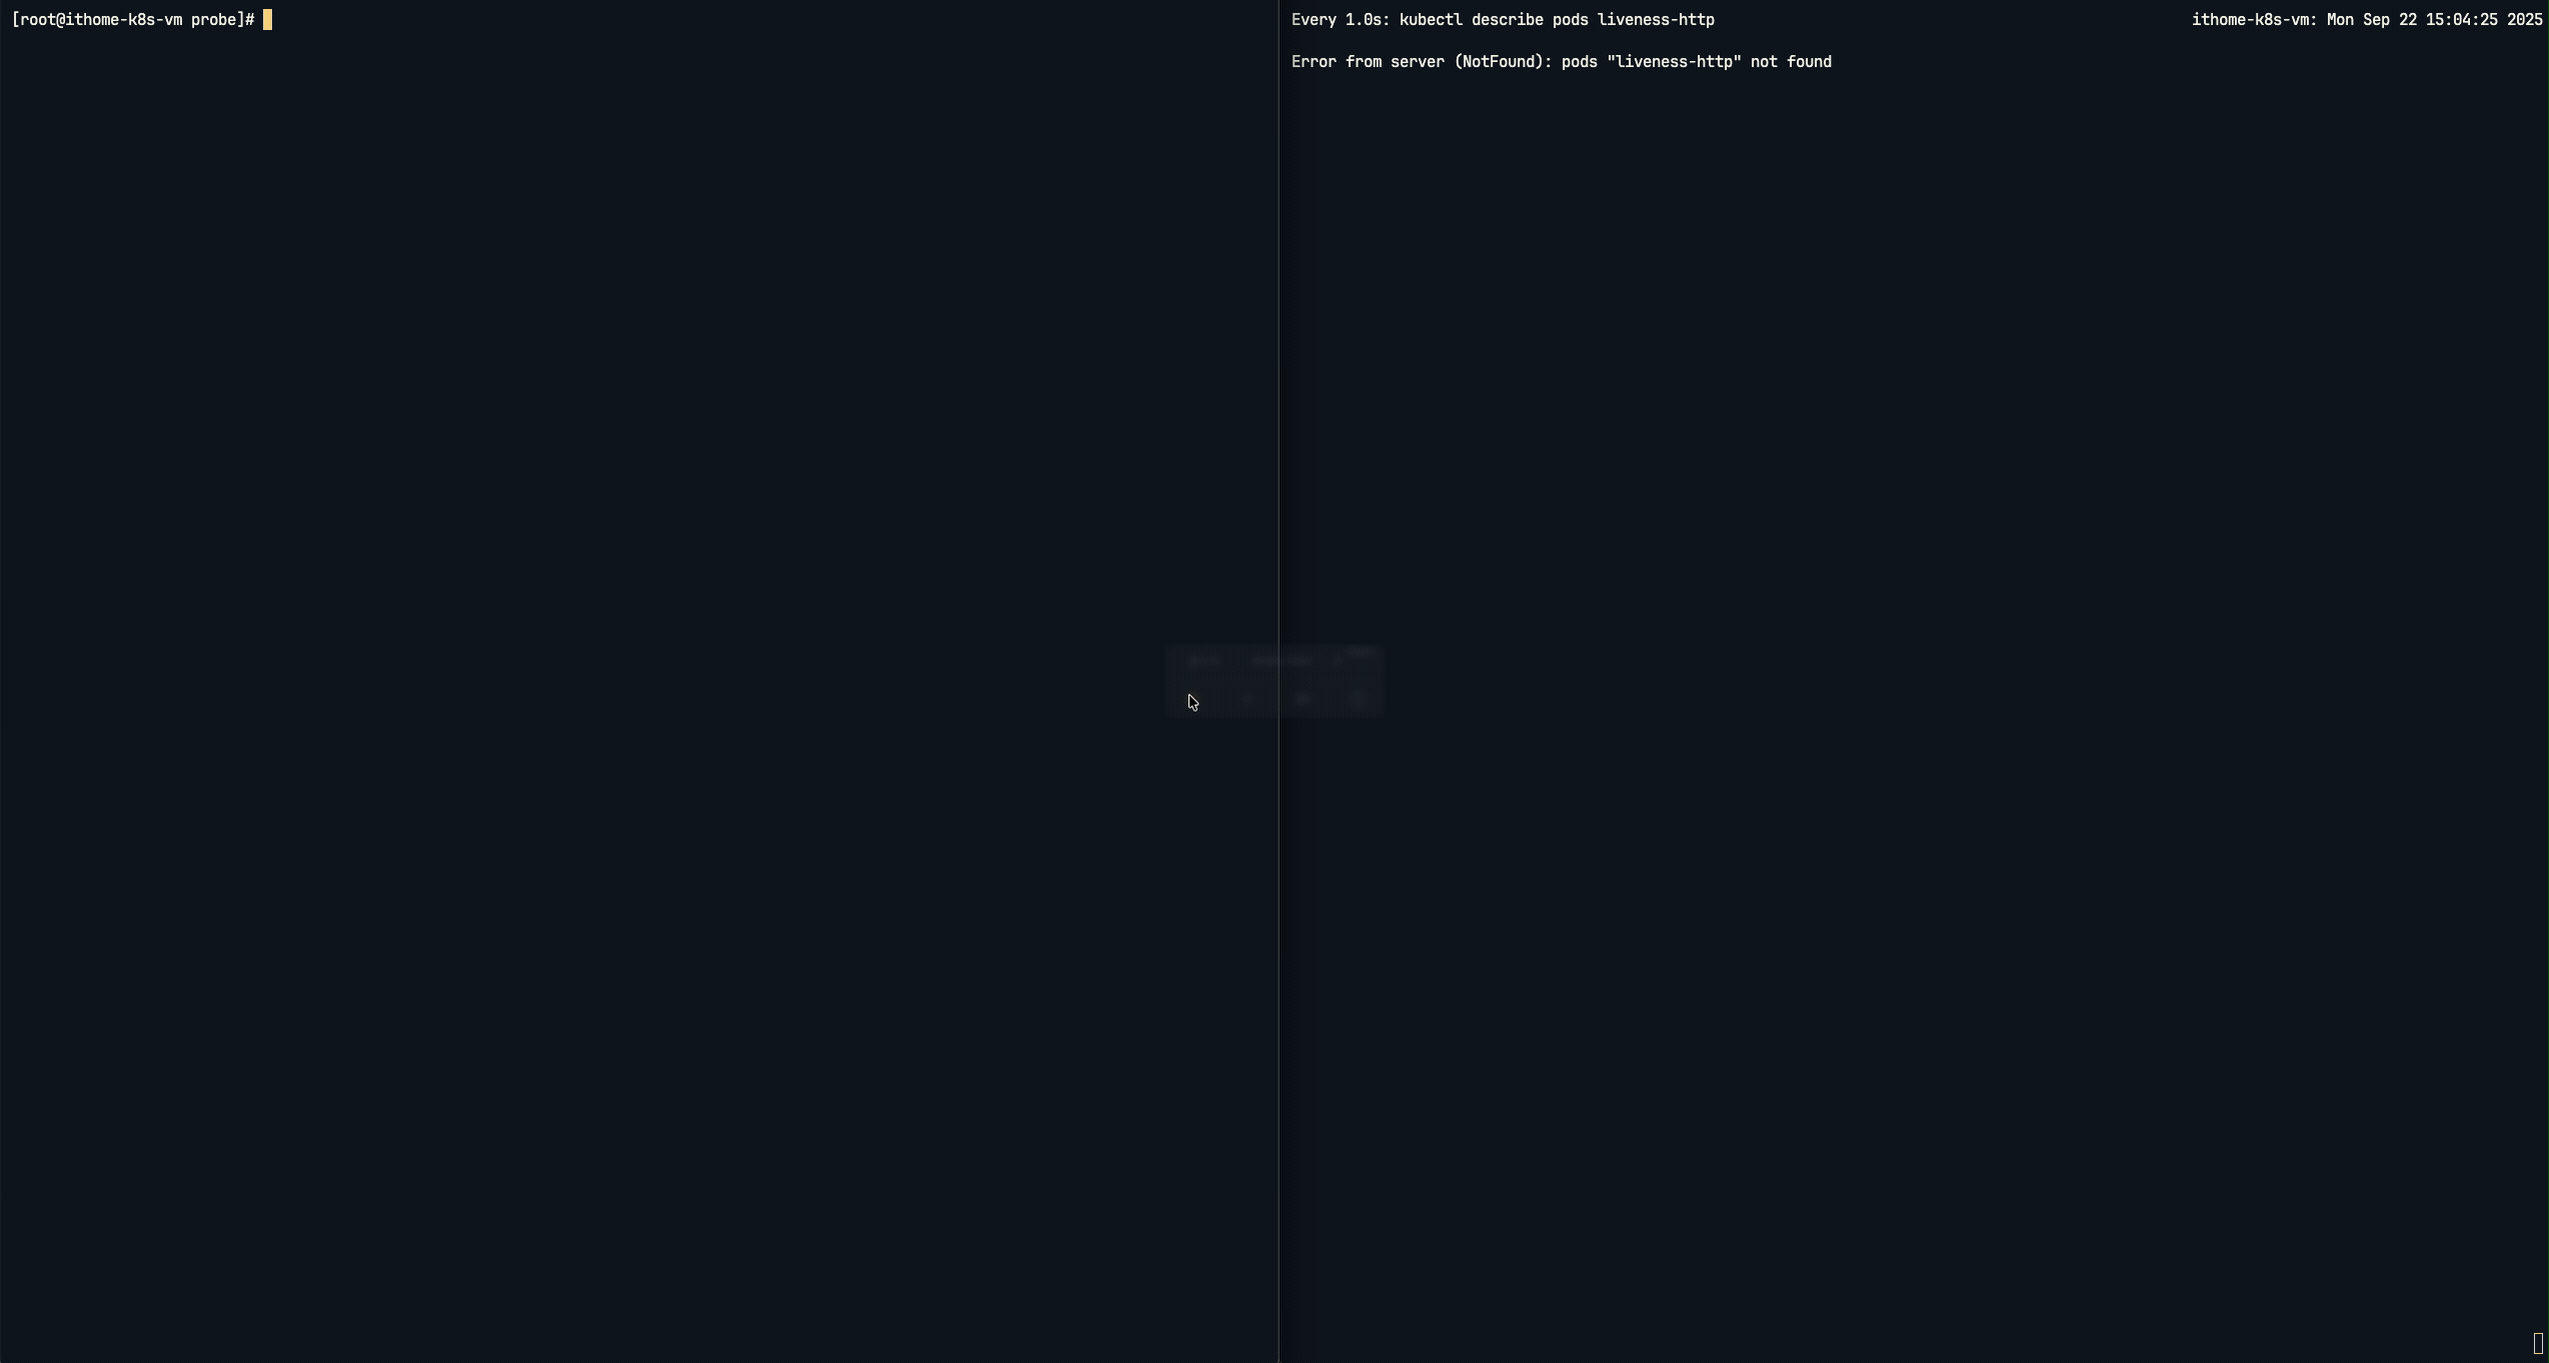 [root@ithome-k8s-vm probe]#
Every 1.0s: kubectl describe pods liveness-http
ithome-k8s-vm: Mon Sep 22 15:04:25 2025
Error from server (NotFound): pods "liveness-http" not found